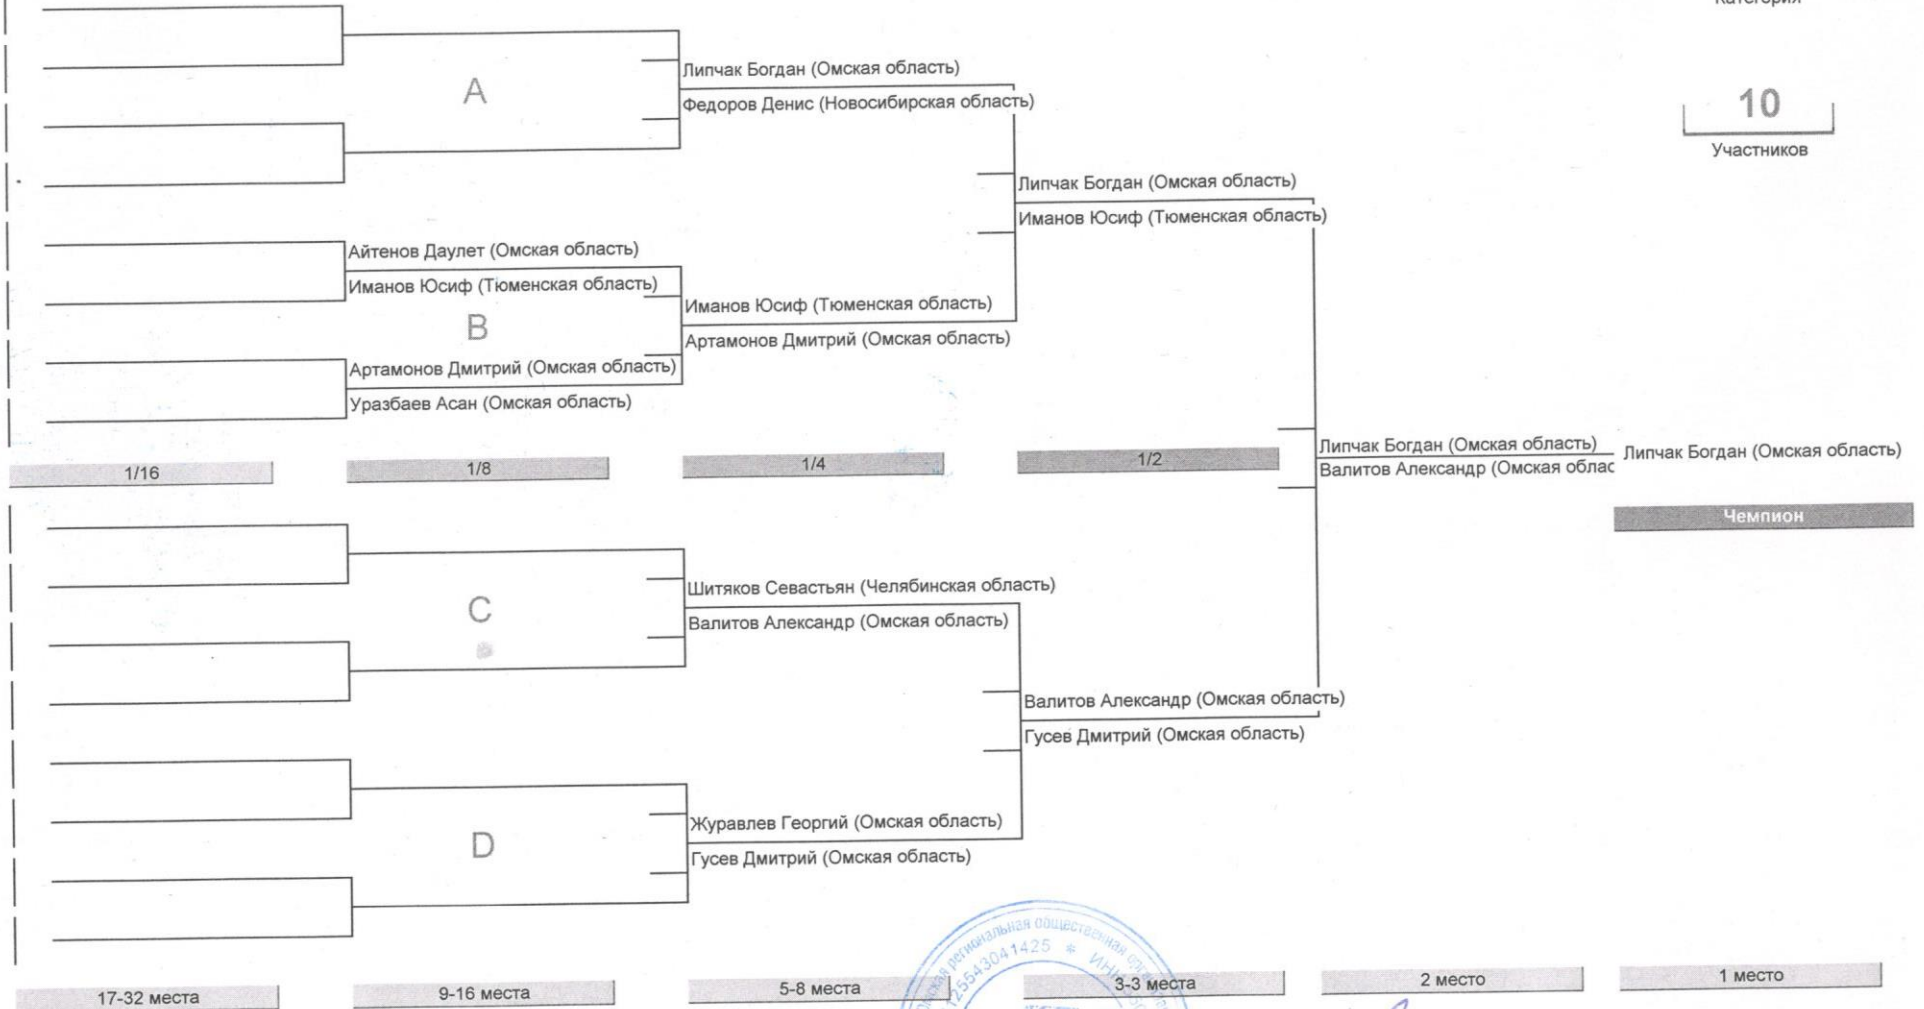 Категория
10
Участников
A
Липчак Богдан (Омская область)
Федоров Денис (Новосибирская область)
Липчак Богдан (Омская область)
Иманов Юсиф (Тюменская область)
Айтенов Даулет (Омская область)
Иманов Юсиф (Тюменская область)
B
Иманов Юсиф (Тюменская область)
Артамонов Дмитрий (Омская область)
Артамонов Дмитрий (Омская область)
Уразбаев Асан (Омская область)
Липчак Богдан (Омская область)
Валитов Александр (Омская облас
Липчак Богдан (Омская область)
1/16
1/8
1/4
1/2
Чемпион
C
Шитяков Севастьян (Челябинская область)
Валитов Александр (Омская область)
Валитов Александр (Омская область)
Гусев Дмитрий (Омская область)
D
Журавлев Георгий (Омская область)
Гусев Дмитрий (Омская область)
региональная общественная
125543041425 * ИНН
17-32 места
9-16 места
5-8 места
3-3 места
2 место
1 место